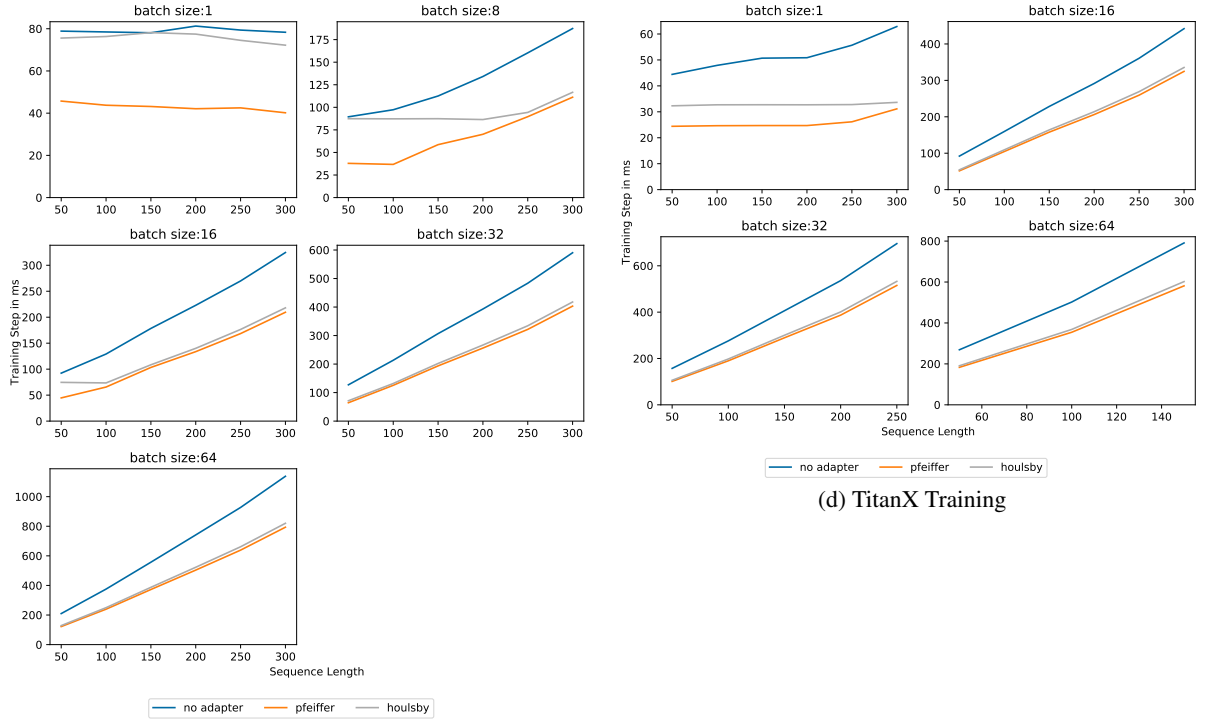 batch size:1
80
60
40
20
0
50 100 150 200 250 300
batch size:8
175
150
125
100
75
50
25
0
50 100 150 200 250 300
batch size:16
300
250
200
150
100
50
0
50 100 150 200 250 300
Training Step in ms
batch size:32
600
500
400
300
200
100
0
50 100 150 200 250 300
batch size:64
1000
800
600
400
200
0
50 100 150 200 250 300
Sequence Length
no adapter pfeiffer houlsby
batch size:1
60
50
40
30
20
10
0
50 100 150 200 250 300
Training Step in ms
batch size:16
400
300
200
100
0
50 100 150 200 250 300
batch size:32
600
400
200
0
50 100 150 200 250
batch size:64
800
600
400
200
0
60 80 100 120 140
Sequence Length
no adapter pfeiffer houlsby
(d) TitanX Training